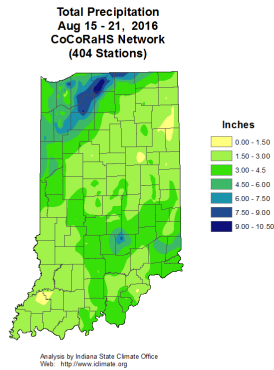 Total Precipitation
Aug 15 - 21, 2016
CoCoRaHS Network
(404 Stations)
Inches
0.00 - 1.50
1.50 - 3.00
3.00 - 4.5
4.50 - 6.00
6.00 - 7.50
7.50 - 9.00
9.00 - 10.50
Analysis by Indiana State Climate Office
Web: http://www.iclimate.org